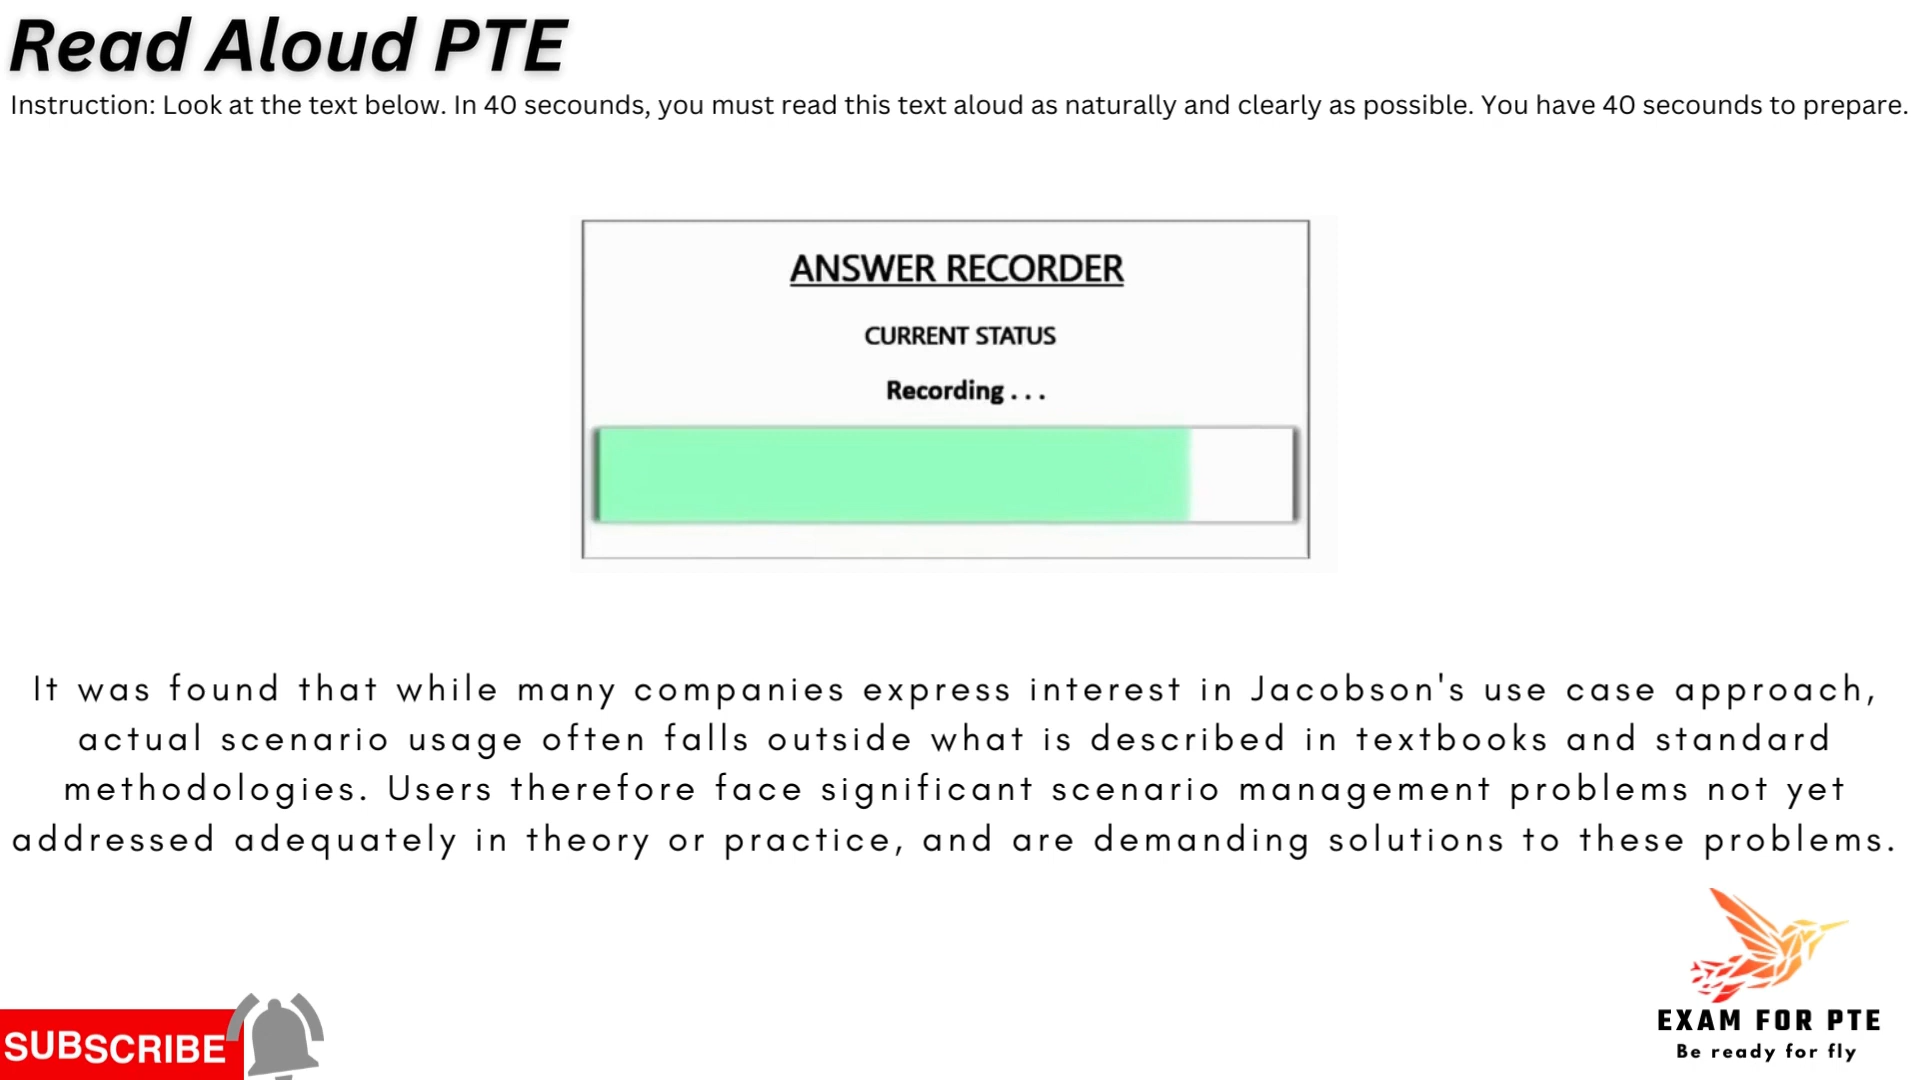 Read Aloud PTE
Instruction: Look at the text below. In 40 secounds, you must read this text aloud as naturally and clearly as possible. You have 40 secounds to prepare.
ANSWER RECORDER
CURRENT STATUS
Recording . . .
It was found that while many companies express interest in Jacobson's use case approach,
actual scenario usage often falls outside what is described in textbooks and standard
methodologies. Users therefore face significant scenario management problems not yet
addressed adequately in theory or practice, and are demanding solutions to these problems.
EXAM FOR PTE
Be ready for fly
SUBSCRIBE